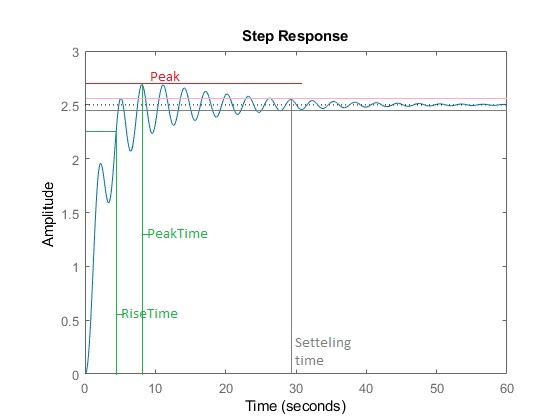 Step Response
3
Peak
2.5
2
Amplitude
1.5
PeakTime
1
RiseTime
0.5
Setteling
time
0
0 10 20 30 40 50 60
Time (seconds)